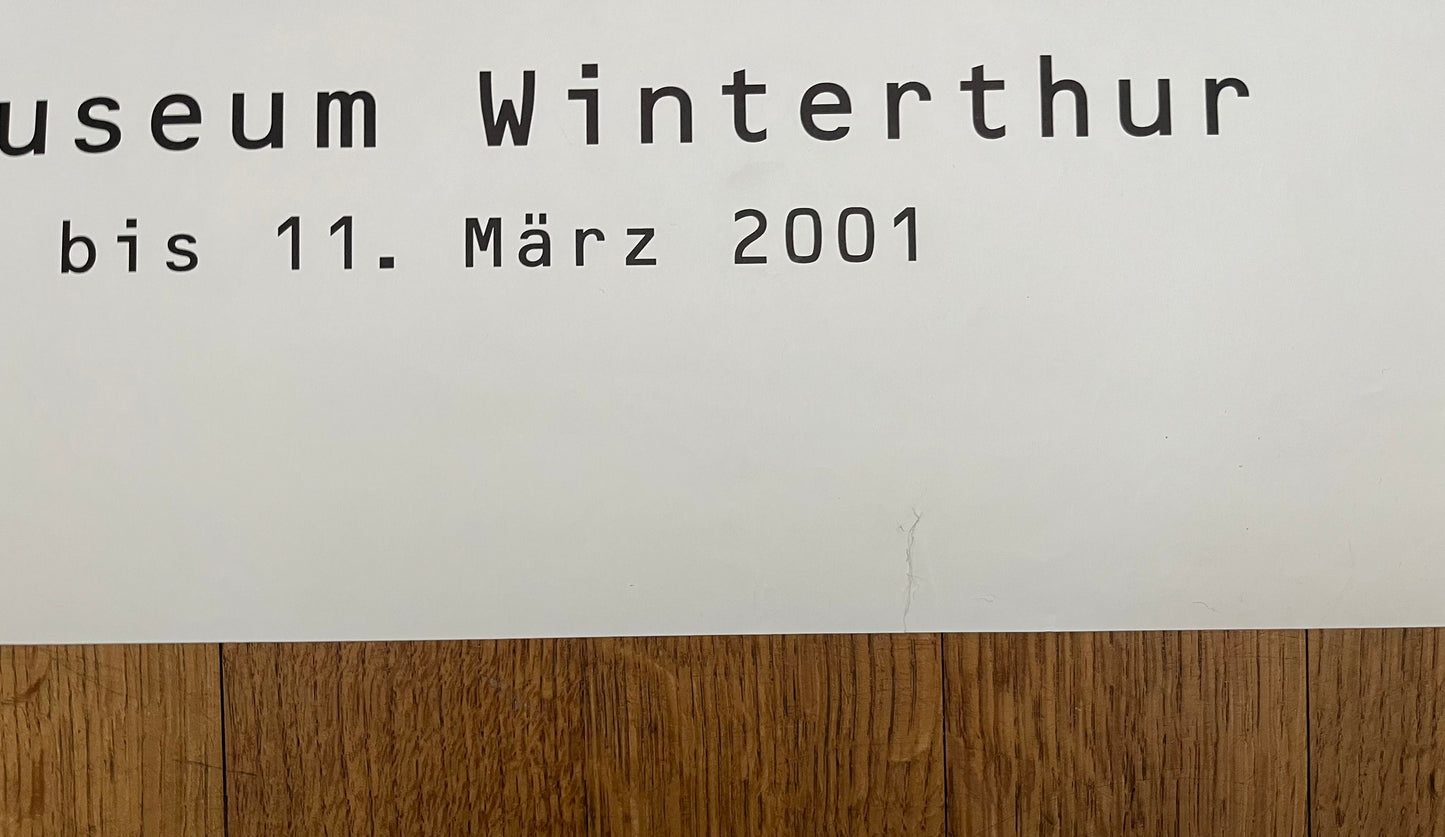 useum Winterthur
bis 11. März 2001